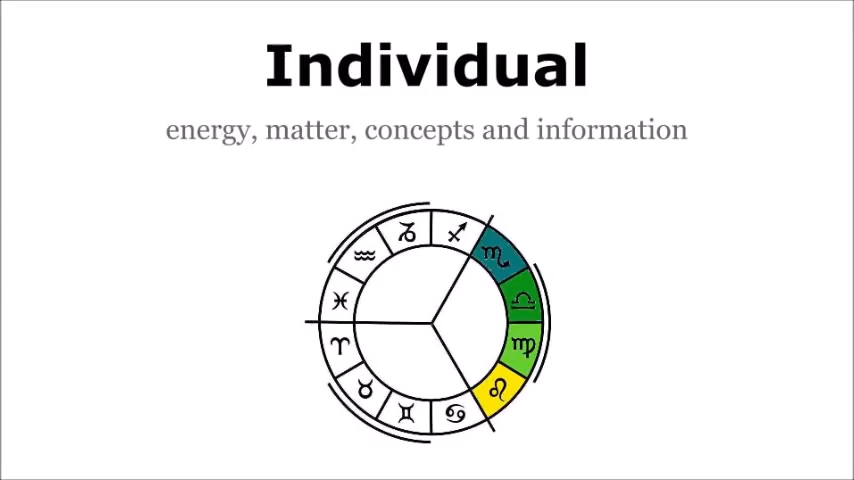 Individual
energy, matter, concepts and information